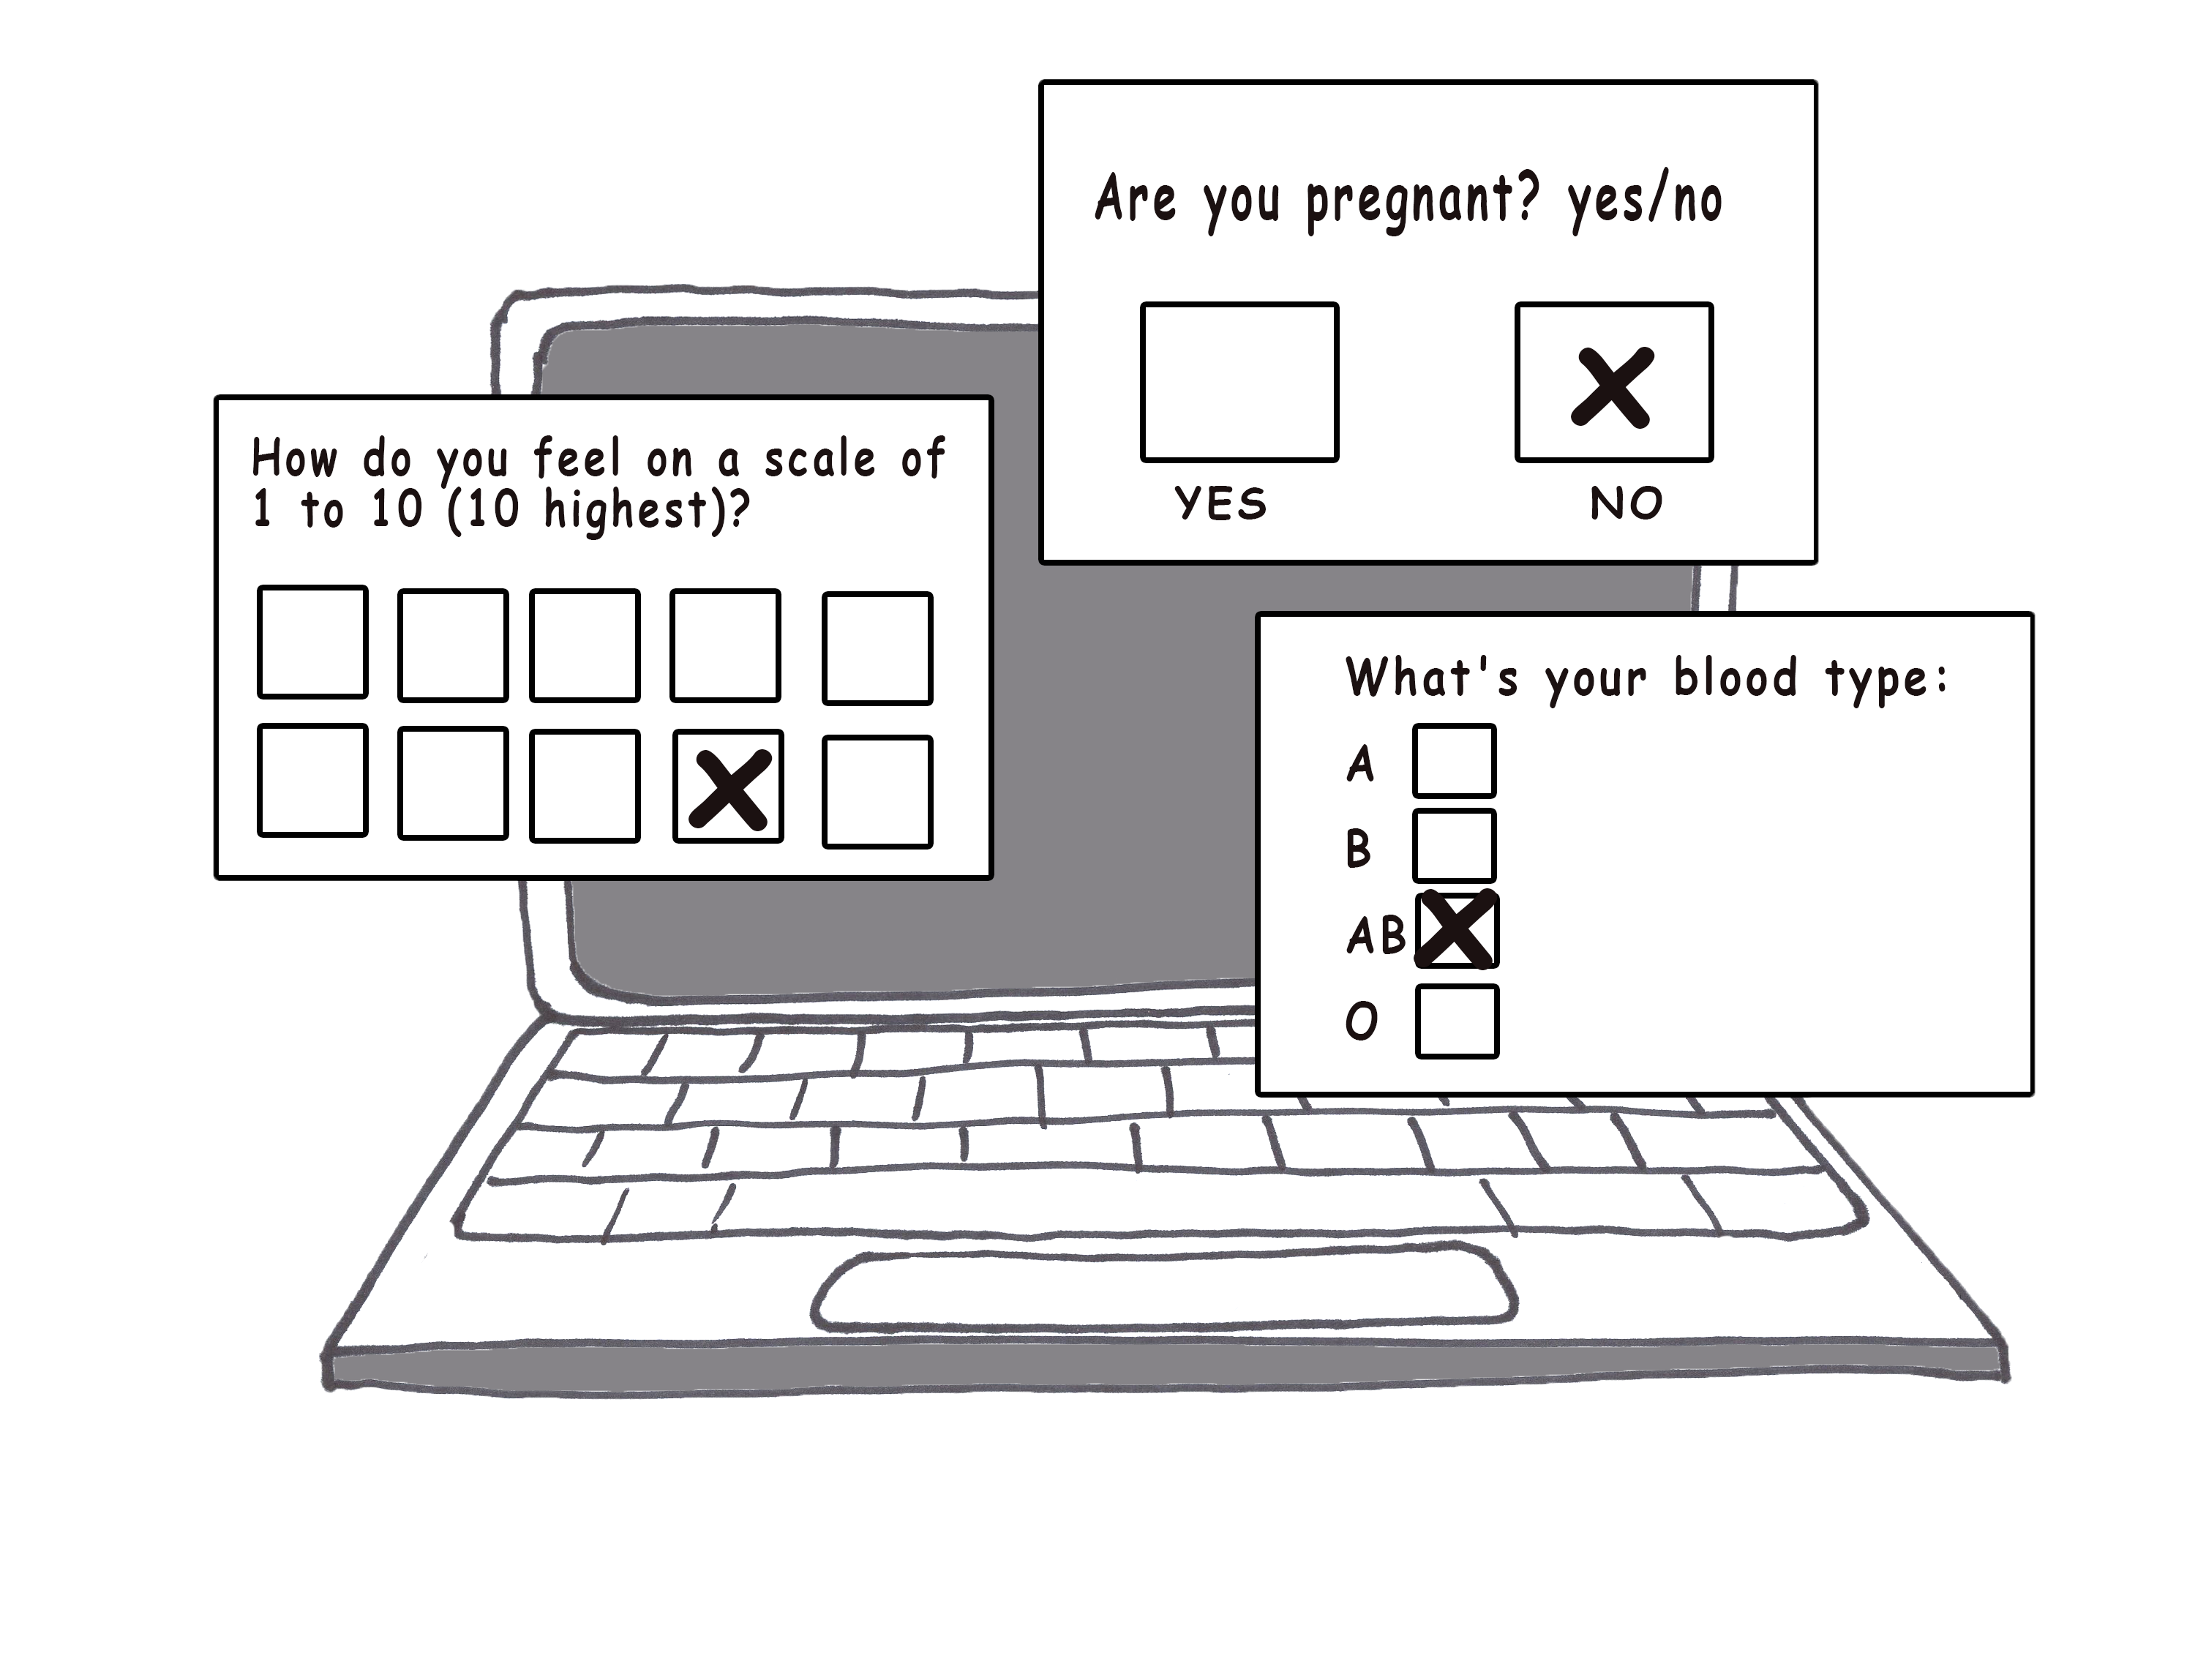 Are you pregnant? yes/no
YES NO
How do you feel on a scale of
1 to 10 (10 highest)?
What's your blood type:
A
B
AB
O